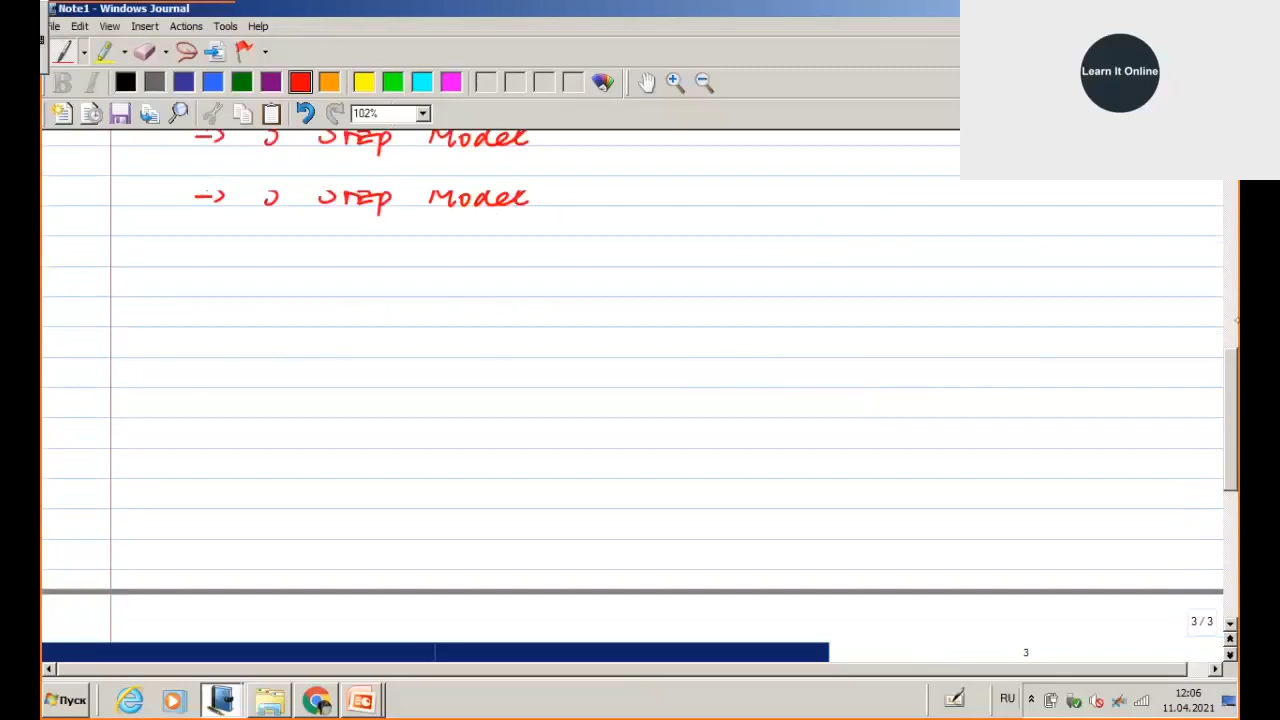 Note1 - Windows Journal
File Edit View Insert Actions Tools Help
Learn It Online
B I
102%
STEP Model
STEP Model
3 / 3
3
Пуск
RU
12:06
11.04.2021